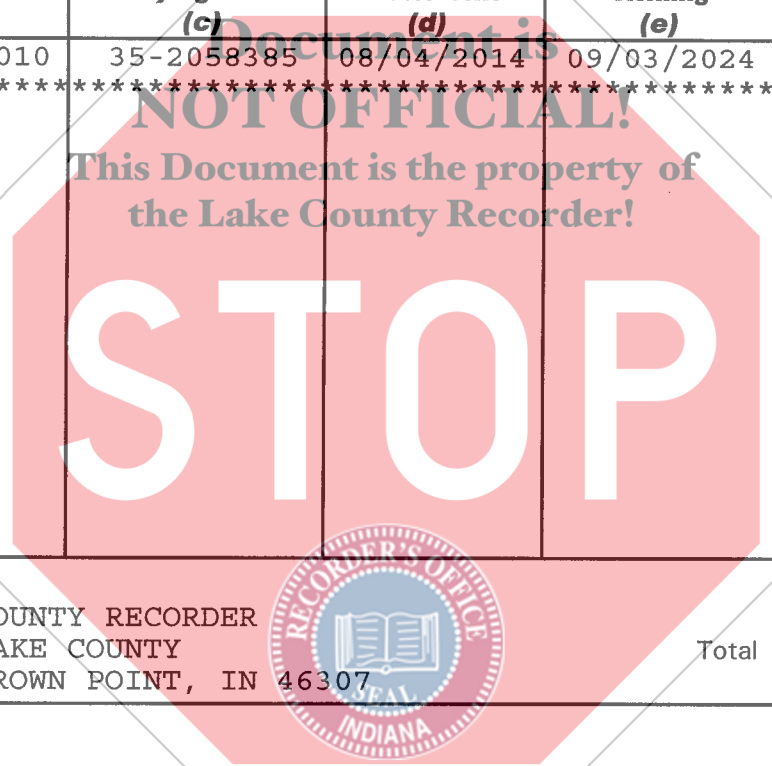 (c) (d) (e)
Document is
010 35-2058385 08/04/2014 09/03/2024
NOT OFFICIAL!
This Document is the property of
the Lake County Recorder!
STOP
RECORDER'S OFFICE
OUNTY RECORDER
AKE COUNTY Total
ROWN POINT, IN 46307
SEAL
INDIANA